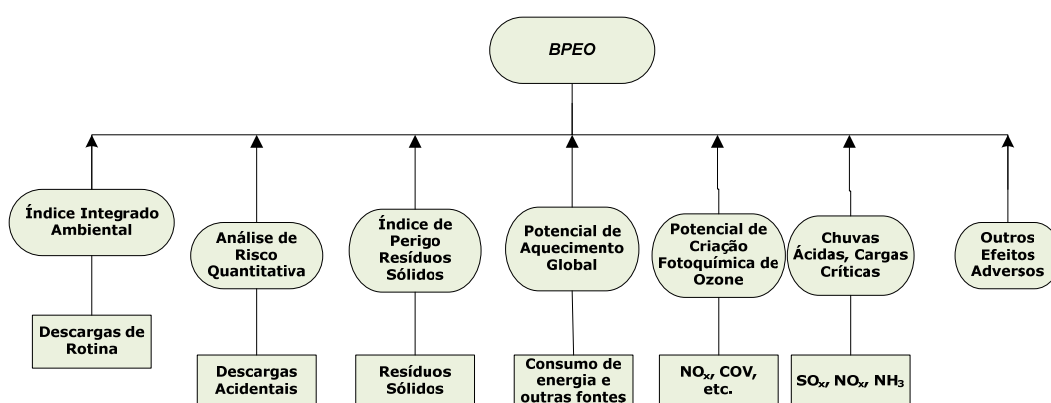 BPEO
Índice Integrado
Ambiental
Análise de
Risco
Quantitativa
Índice de
Perigo
Resíduos
Sólidos
Potencial de
Aquecimento
Global
Potencial de
Criação
Fotoquímica de
Ozone
Chuvas
Ácidas, Cargas
Críticas
Outros
Efeitos
Adversos
Descargas de
Rotina
Descargas
Acidentais
Resíduos
Sólidos
Consumo de
energia e
outras fontes
NOₓ, COV,
etc.
SOₓ, NOₓ, NH₃